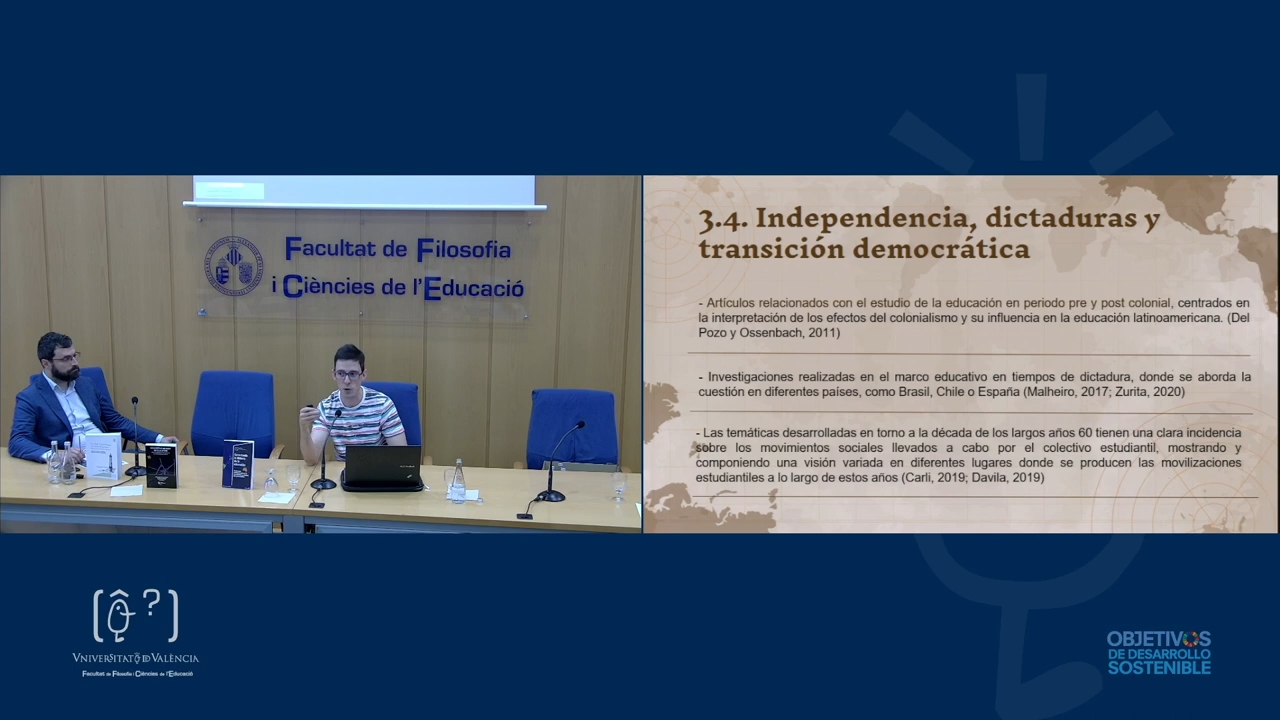 Facultat de Filosofia
i Ciències de l'Educació
3.4. Independencia, dictaduras y
transición democrática
- Artículos relacionados con el estudio de la educación en periodo pre y post colonial, centrados en
la interpretación de los efectos del colonialismo y su influencia en la educación latinoamericana. (Del
Pozo y Ossenbach, 2011)
- Investigaciones realizadas en el marco educativo en tiempos de dictadura, donde se aborda la
cuestión en diferentes países, como Brasil, Chile o España (Malheiro, 2017; Zurita, 2020)
- Las temáticas desarrolladas en torno a la década de los largos años 60 tienen una clara incidencia
sobre los movimientos sociales llevados a cabo por el colectivo estudiantil, mostrando y
componiendo una visión variada en diferentes lugares donde se producen las movilizaciones
estudiantiles a lo largo de estos años (Carli, 2019; Davila, 2019)
[?]
VNIVERSITAT ID VALÈNCIA
Facultat de Filosofia i Ciències de l'Educació
OBJETIVOS
DE DESARROLLO
SOSTENIBLE